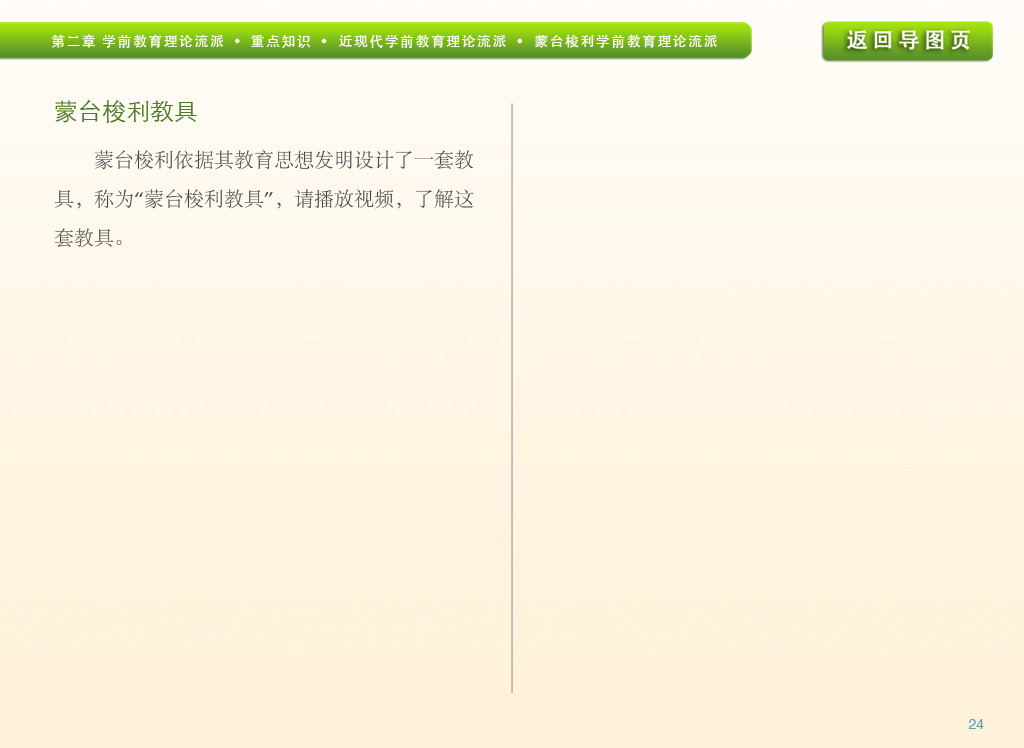 第二章 学前教育理论流派 • 重点知识 • 近现代学前教育理论流派 • 蒙台梭利学前教育理论流派
返回导图页
蒙台梭利教具
蒙台梭利依据其教育思想发明设计了一套教
具，称为“蒙台梭利教具”，请播放视频，了解这
套教具。
24